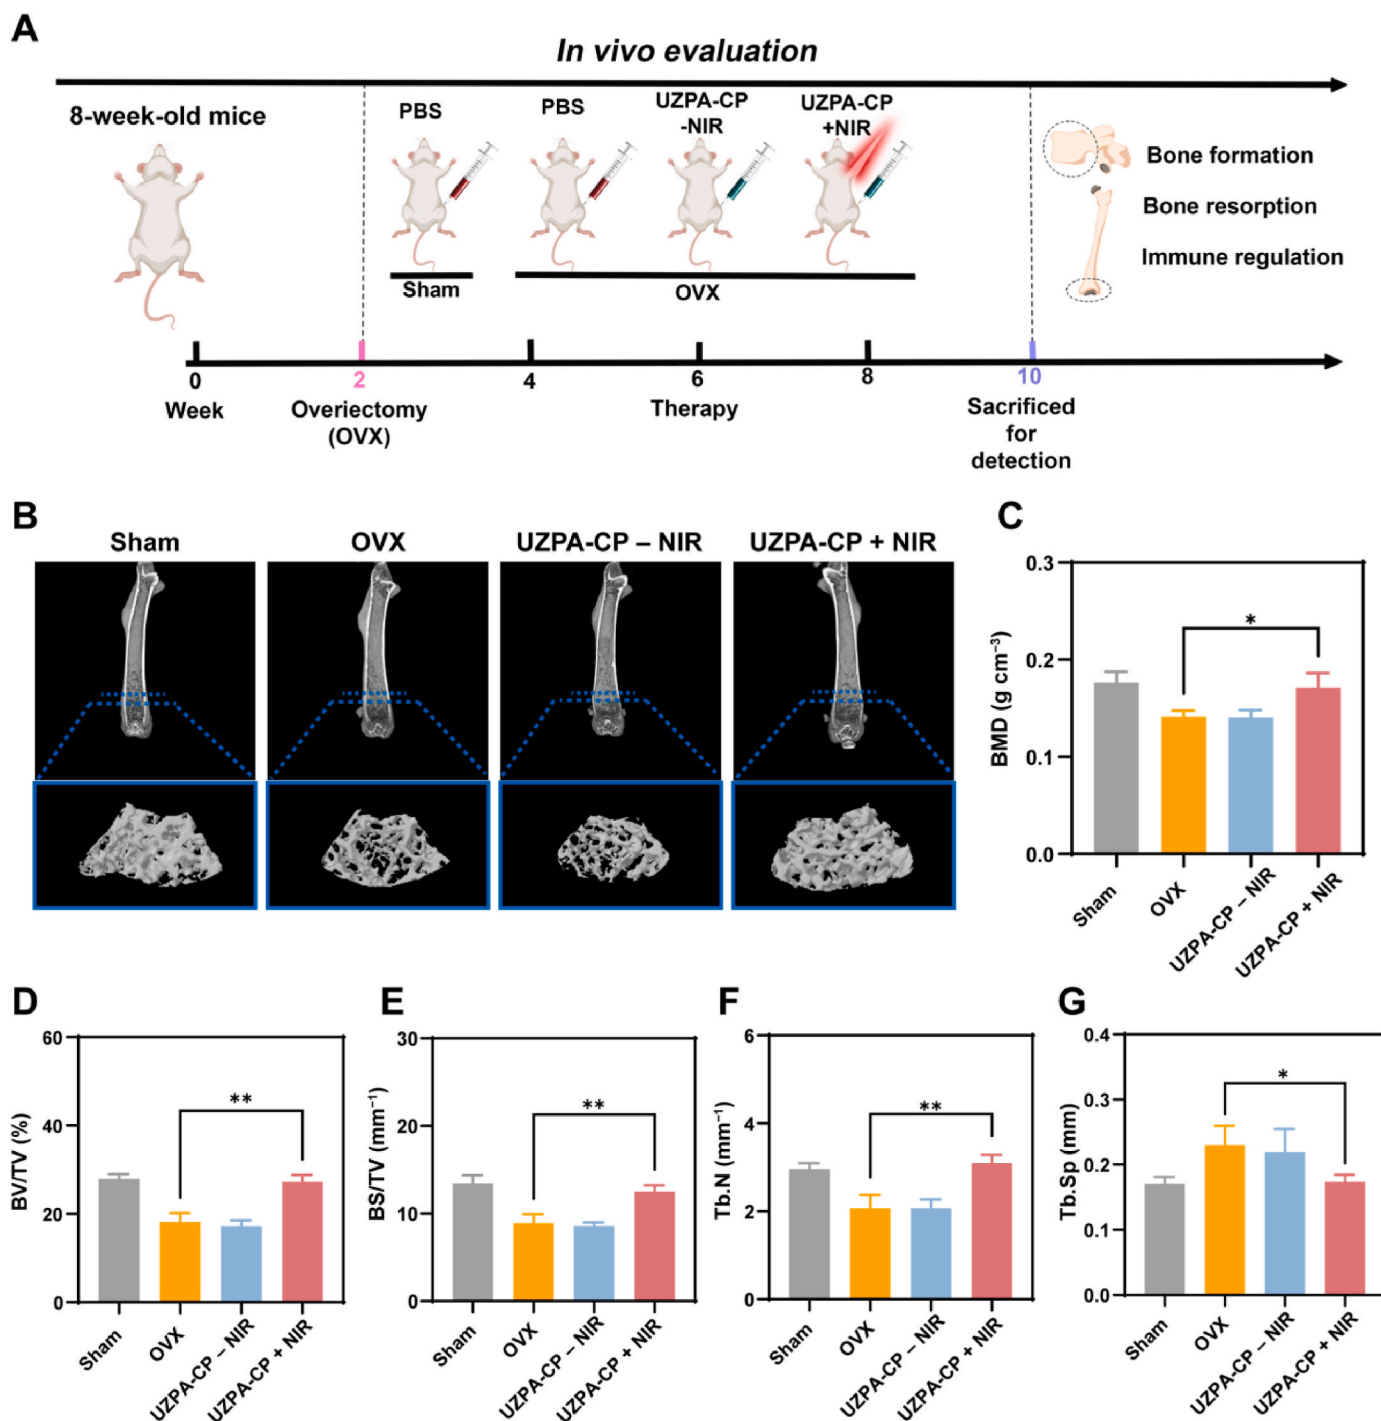 A
In vivo evaluation
8-week-old mice
PBS
PBS
UZPA-CP
-NIR
UZPA-CP
+NIR
Sham
OVX
Bone formation
Bone resorption
Immune regulation
0
2
4
6
8
10
Week
Overiectomy
(OVX)
Therapy
Sacrificed
for
detection
B
Sham
OVX
UZPA-CP – NIR
UZPA-CP + NIR
C
BMD (g cm⁻³)
0.3
0.2
0.1
0.0
*
Sham
OVX
UZPA-CP – NIR
UZPA-CP + NIR
D
BV/TV (%)
60
40
20
0
**
Sham
OVX
UZPA-CP – NIR
UZPA-CP + NIR
E
BS/TV (mm⁻¹)
30
20
10
0
**
Sham
OVX
UZPA-CP – NIR
UZPA-CP + NIR
F
Tb.N (mm⁻¹)
6
4
2
0
**
Sham
OVX
UZPA-CP – NIR
UZPA-CP + NIR
G
Tb.Sp (mm)
0.4
0.3
0.2
0.1
0.0
*
Sham
OVX
UZPA-CP – NIR
UZPA-CP + NIR